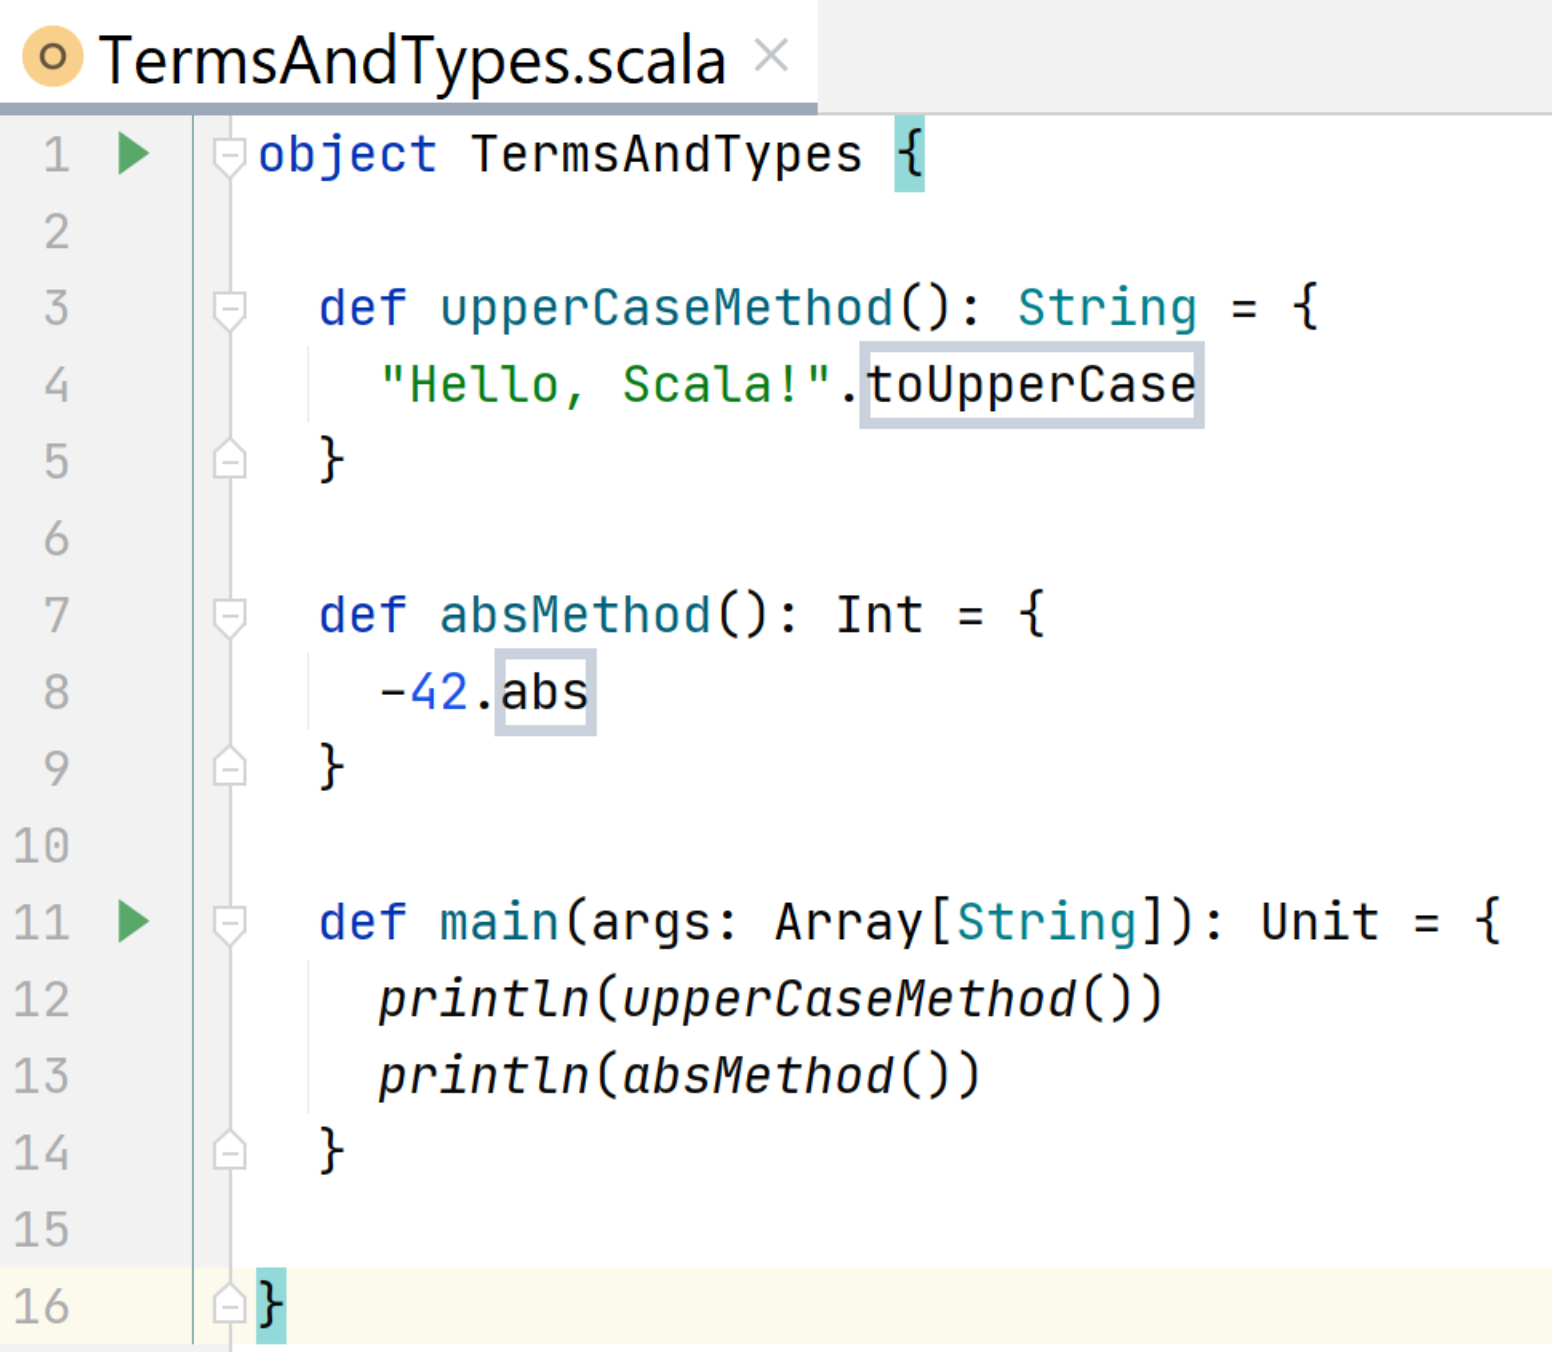 TermsAndTypes.scala
1 object TermsAndTypes {
2
3 def upperCaseMethod(): String = {
4 "Hello, Scala!".toUpperCase
5 }
6
7 def absMethod(): Int = {
8 -42.abs
9 }
10
11 def main(args: Array[String]): Unit = {
12 println(upperCaseMethod())
13 println(absMethod())
14 }
15
16 }